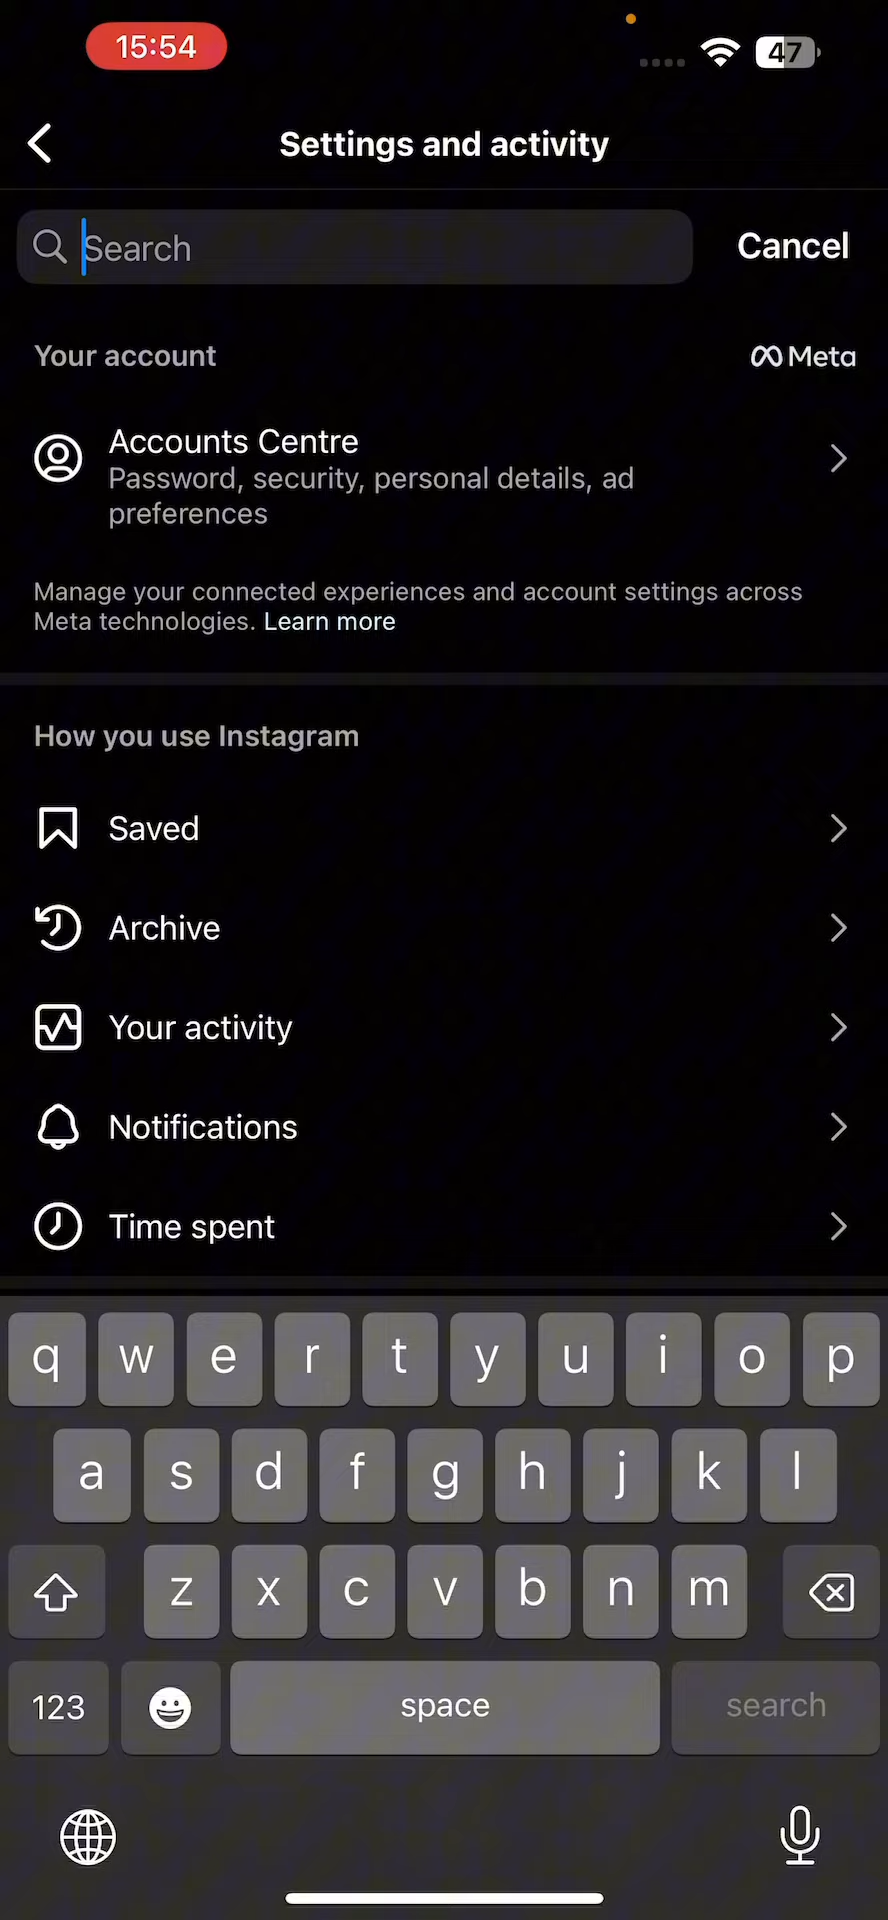 15:54
47
Settings and activity
Search
Cancel
Your account
Meta
Accounts Centre
Password, security, personal details, ad
preferences
Manage your connected experiences and account settings across
Meta technologies. Learn more
How you use Instagram
Saved
Archive
Your activity
Notifications
Time spent
q w e r t y u i o p
a s d f g h j k l
z x c v b n m
123 space search